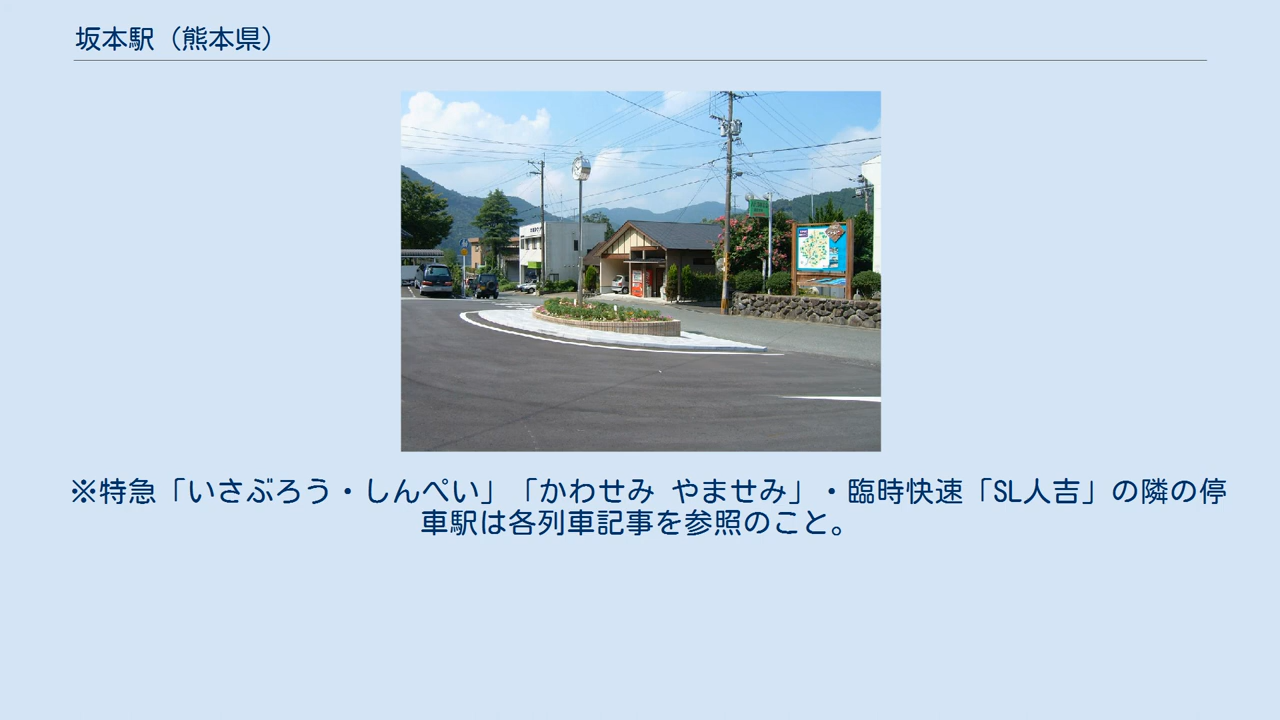 坂本駅（熊本県）
※特急「いさぶろう・しんぺい」「かわせみ やませみ」・臨時快速「SL人吉」の隣の停
車駅は各列車記事を参照のこと。